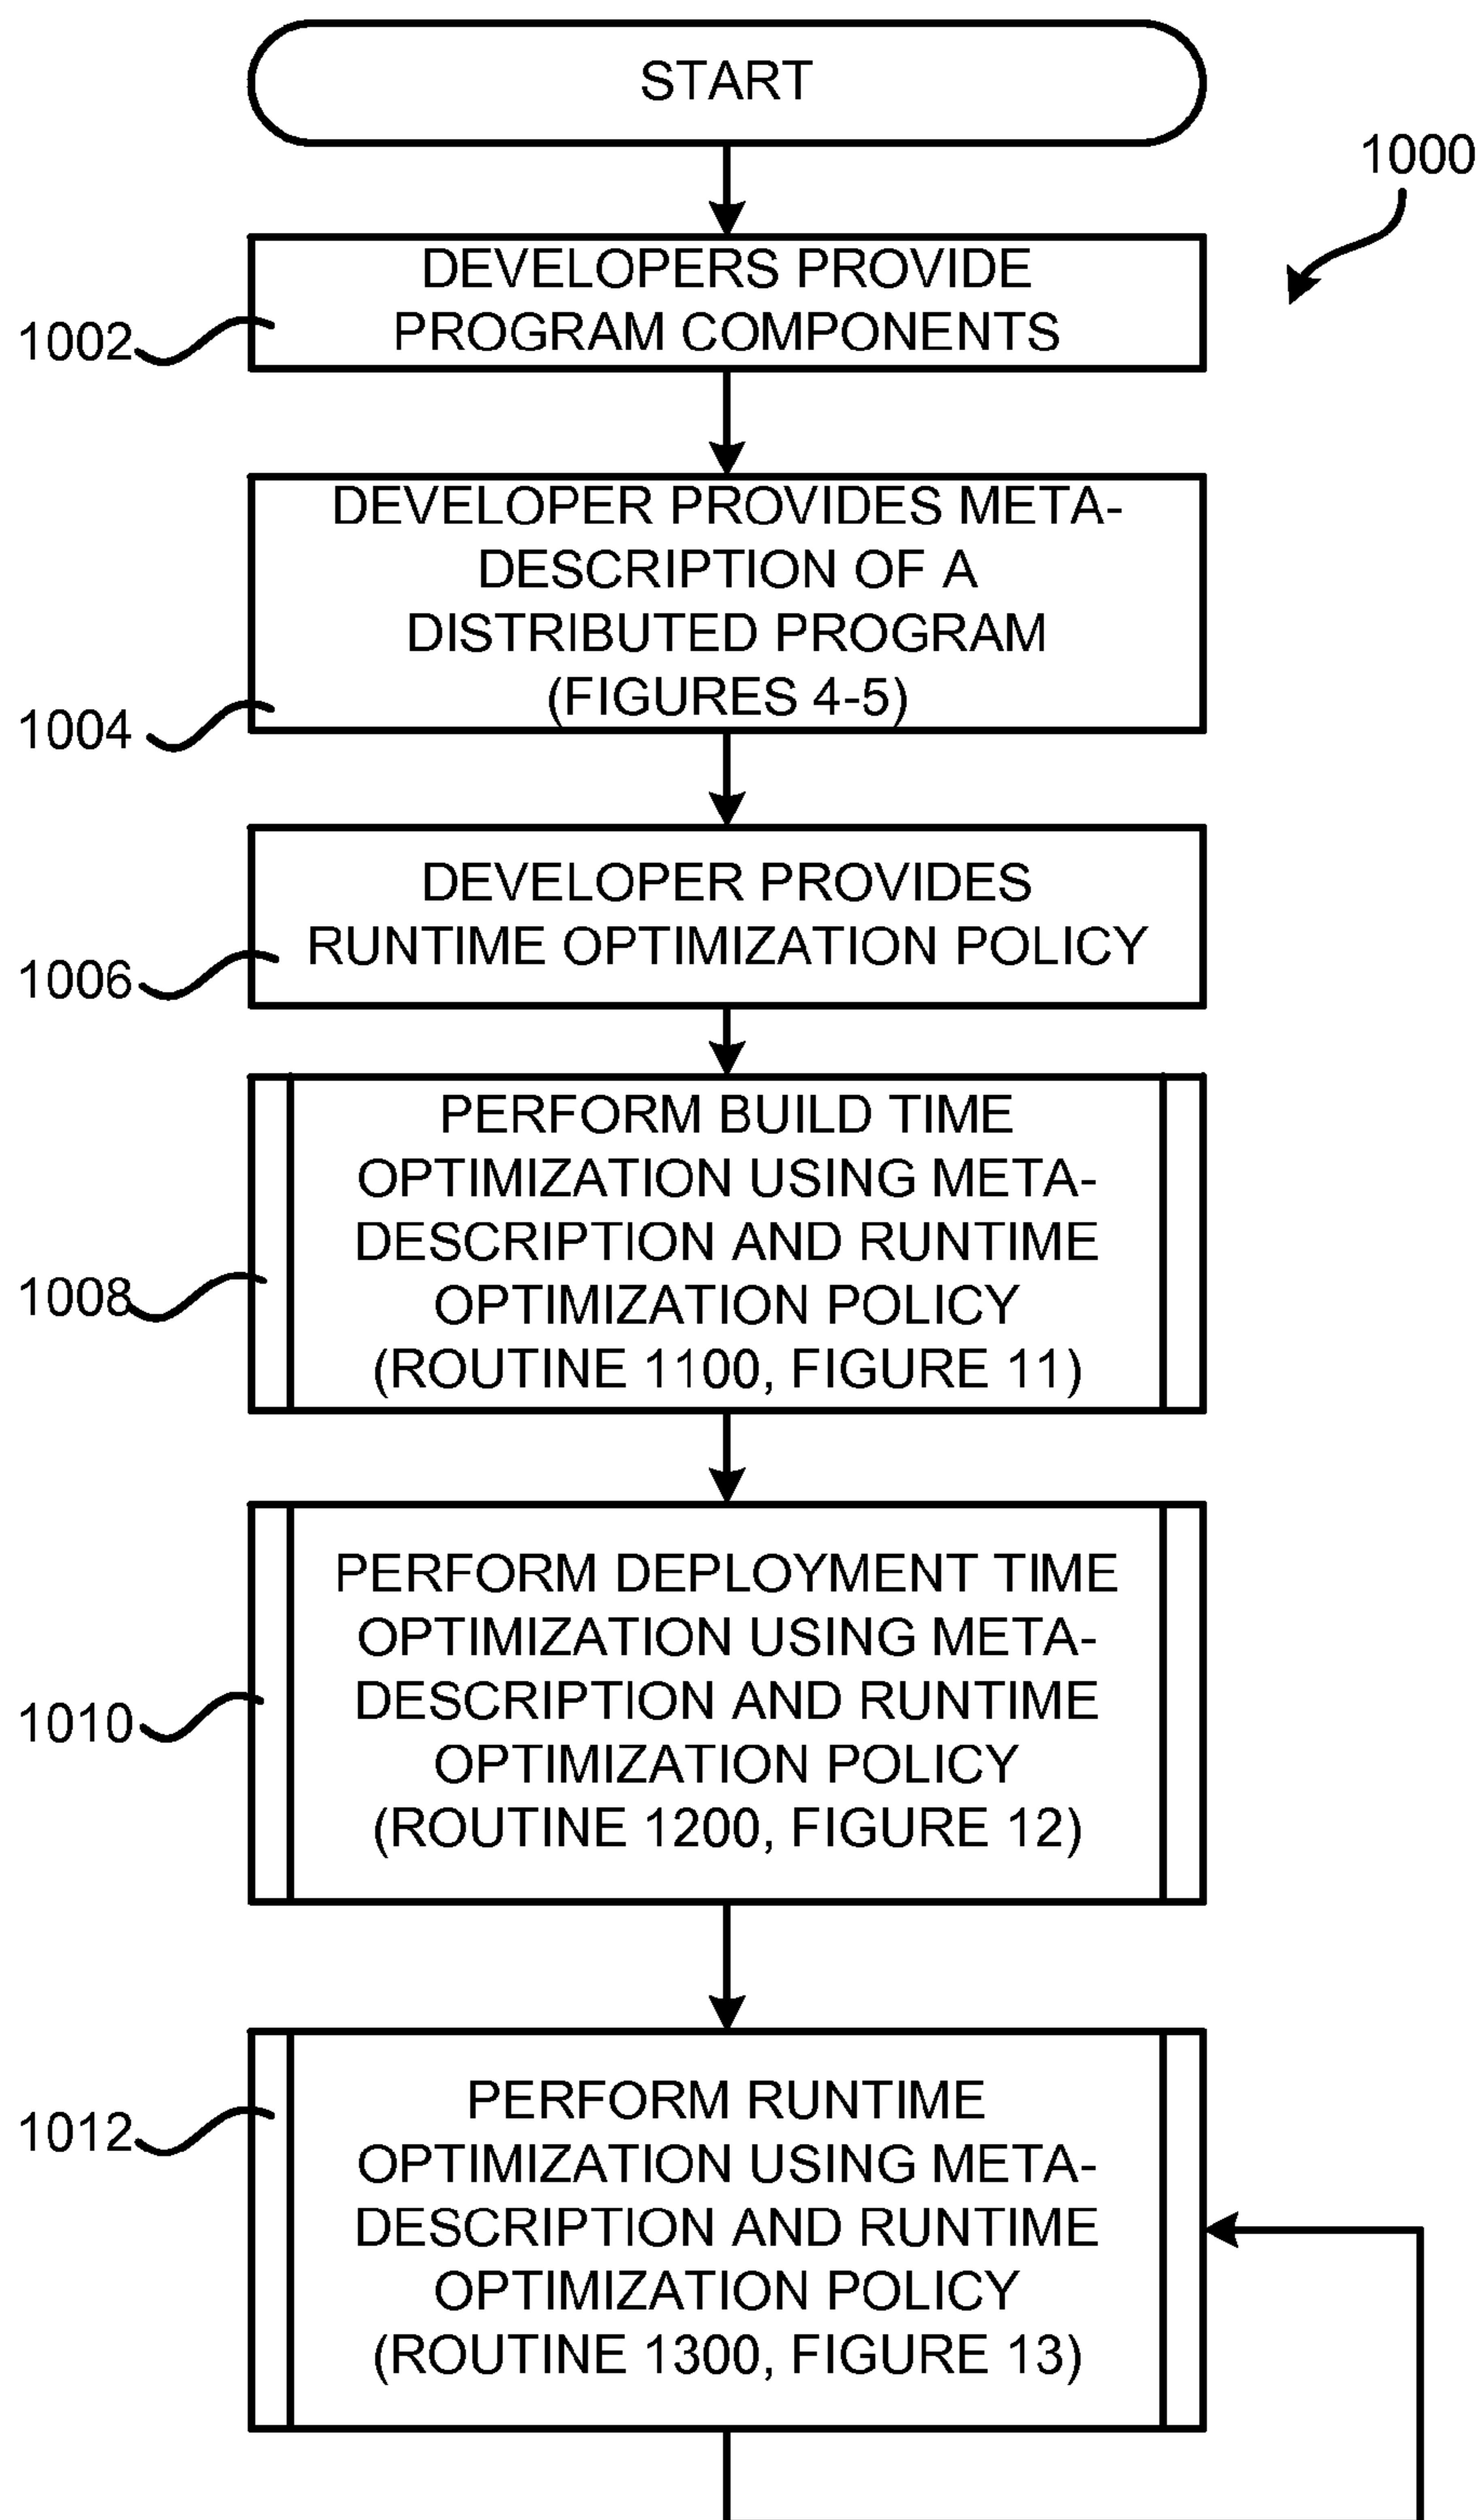 START
1000
DEVELOPERS PROVIDE
PROGRAM COMPONENTS
1002
DEVELOPER PROVIDES META-
DESCRIPTION OF A
DISTRIBUTED PROGRAM
(FIGURES 4-5)
1004
DEVELOPER PROVIDES
RUNTIME OPTIMIZATION POLICY
1006
PERFORM BUILD TIME
OPTIMIZATION USING META-
DESCRIPTION AND RUNTIME
OPTIMIZATION POLICY
(ROUTINE 1100, FIGURE 11)
1008
PERFORM DEPLOYMENT TIME
OPTIMIZATION USING META-
DESCRIPTION AND RUNTIME
OPTIMIZATION POLICY
(ROUTINE 1200, FIGURE 12)
1010
PERFORM RUNTIME
OPTIMIZATION USING META-
DESCRIPTION AND RUNTIME
OPTIMIZATION POLICY
(ROUTINE 1300, FIGURE 13)
1012